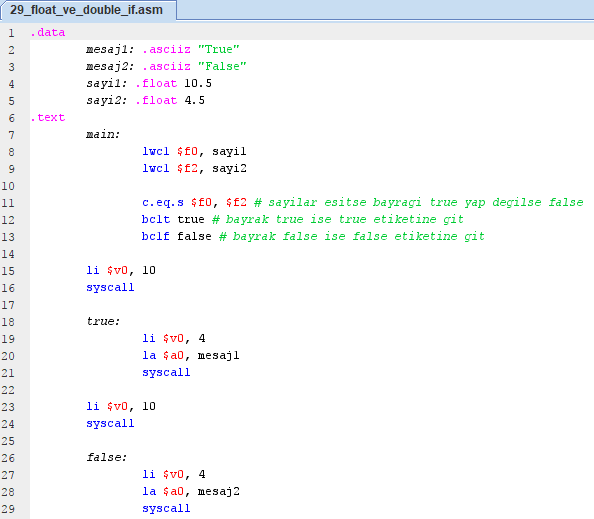 29_float_ve_double_if.asm
1 .data
2 mesaj1: .asciiz "True"
3 mesaj2: .asciiz "False"
4 sayi1: .float 10.5
5 sayi2: .float 4.5
6 .text
7 main:
8 lwc1 $f0, sayi1
9 lwc1 $f2, sayi2
10
11 c.eq.s $f0, $f2 # sayilar esitse bayragi true yap degilse false
12 bc1t true # bayrak true ise true etiketine git
13 bc1f false # bayrak false ise false etiketine git
14
15 li $v0, 10
16 syscall
17
18 true:
19 li $v0, 4
20 la $a0, mesaj1
21 syscall
22
23 li $v0, 10
24 syscall
25
26 false:
27 li $v0, 4
28 la $a0, mesaj2
29 syscall